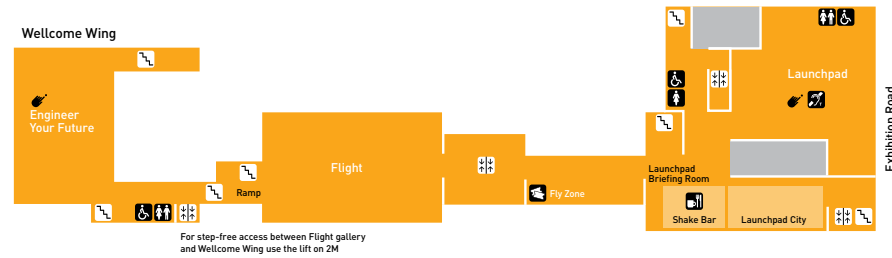 Wellcome Wing
Engineer
Your Future
Ramp
Flight
Fly Zone
Launchpad
Launchpad
Briefing Room
Shake Bar
Launchpad City
Exhibition Road
For step-free access between Flight gallery
and Wellcome Wing use the lift on 2M